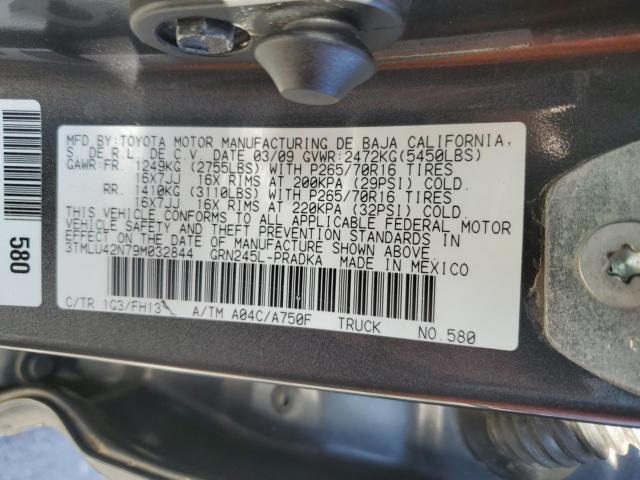 MFD.BY:TOYOTA MOTOR MANUFACTURING DE BAJA CALIFORNIA,
S. DE R.L. DE C.V. DATE 03/09 GVWR:2472KG(5450LBS)
GAWR-FR. 1249KG (2755LBS) WITH P265/70R16 TIRES
16X7JJ 16X RIMS AT 200KPA (29PSI) COLD.
RR. 1410KG (3110LBS) WITH P265/70R16 TIRES
16X7JJ 16X RIMS AT 220KPA (32PSI) COLD.
THIS VEHICLE CONFORMS TO ALL APPLICABLE FEDERAL MOTOR
VEHICLE SAFETY AND THEFT PREVENTION STANDARDS IN
EFFECT ON THE DATE OF MANUFACTURE SHOWN ABOVE.
3TMLU42N79M032844 GRN245L-PRADKA MADE IN MEXICO
C/TR 1G3/FH13 A/TM A04C/A750F TRUCK NO.580
580